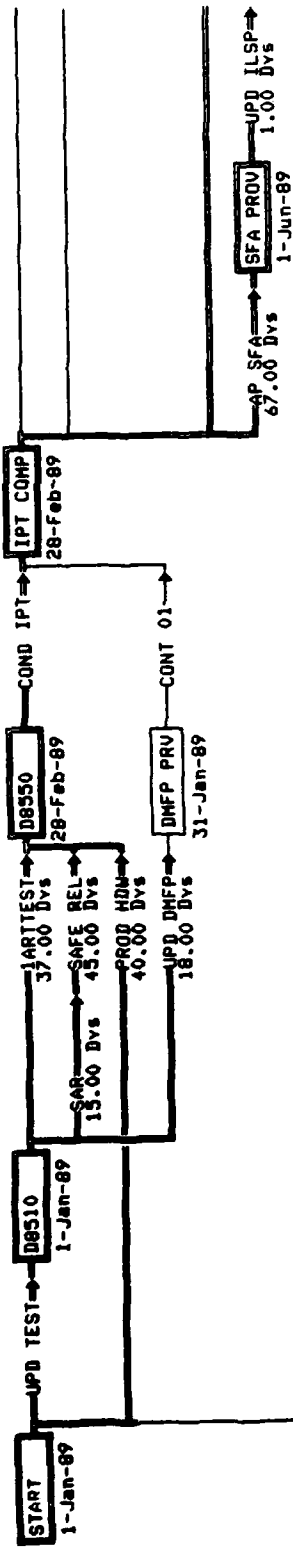 START
1-Jan-89
UPD TEST
D8510
1-Jan-89
1ARTTEST
37.00 Dys
SAR
15.00 Dys
SAFE REL
45.00 Dys
PROD HDW
40.00 Dys
UPD DMFP
18.00 Dys
D8550
28-Feb-89
DMFP PRV
31-Jan-89
COND IPT
CONT 01
IPT COMP
28-Feb-89
AP SFA
67.00 Dys
SFA PROV
1-Jun-89
UPD ILSP
1.00 Dys